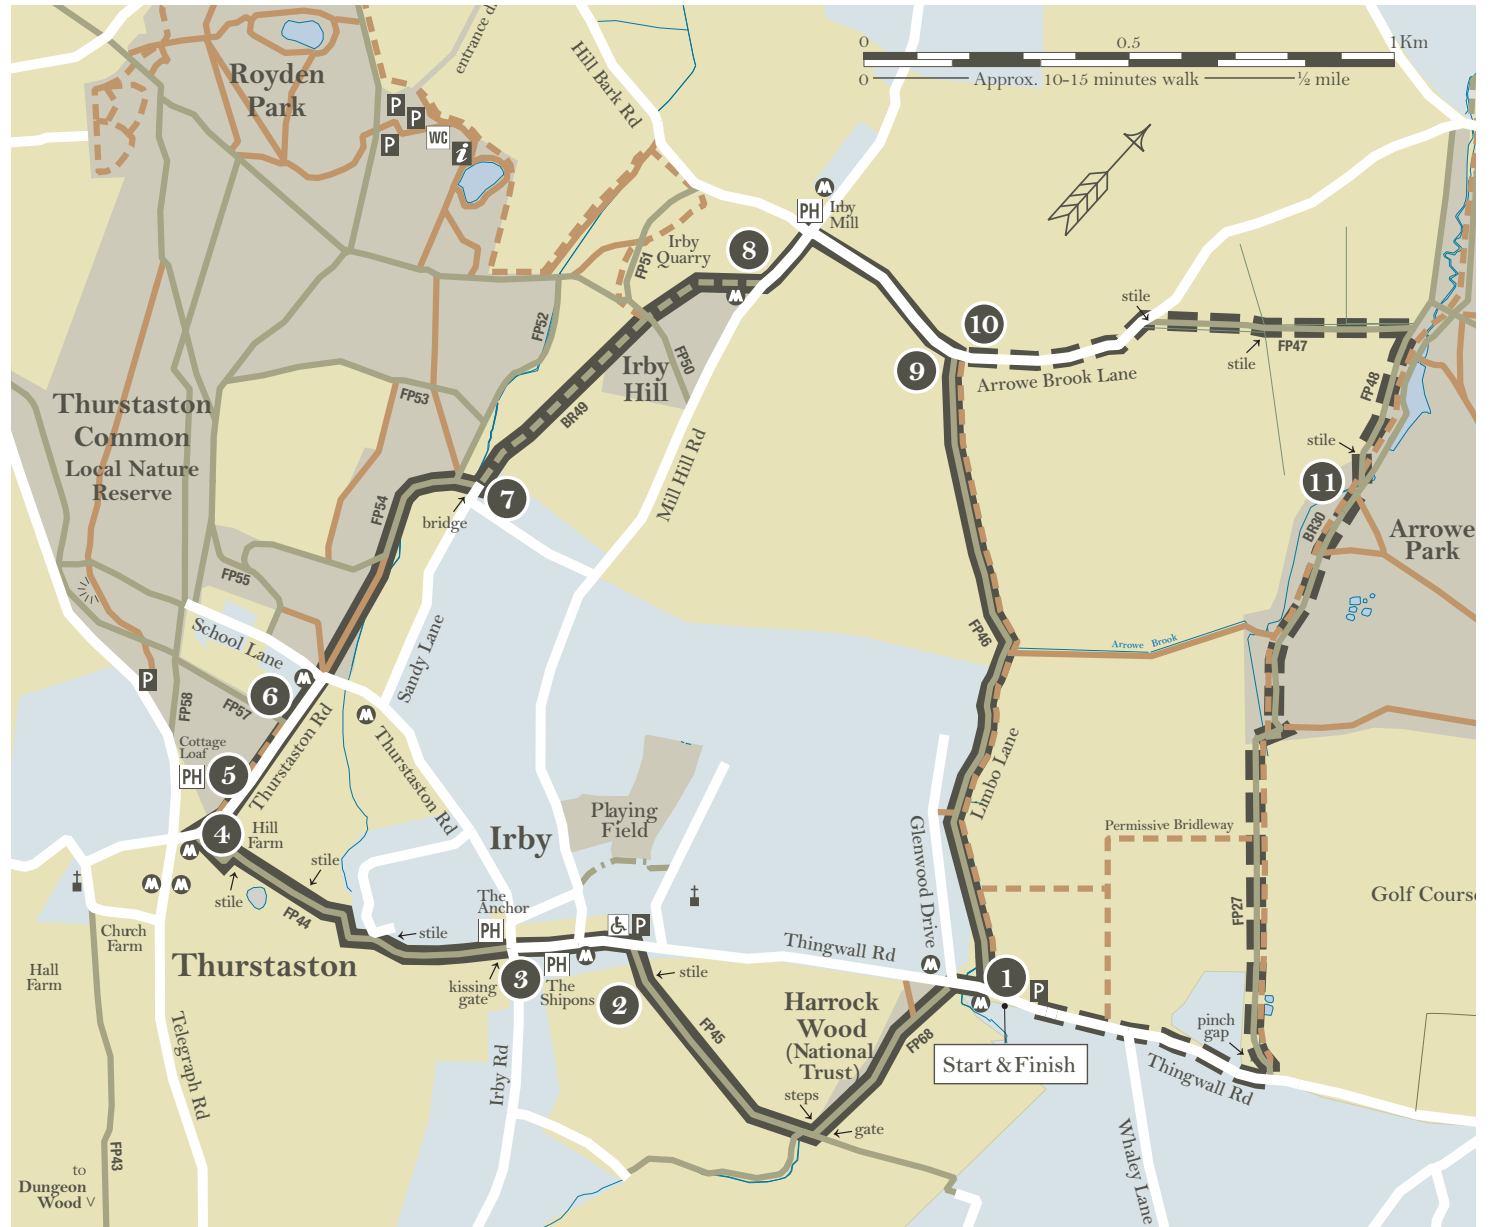 0
0.5
1Km
0
Approx. 10-15 minutes walk
½ mile
entrance d
Hill Bark Rd
Royden
Park
P
P
P
WC
i
M
PH
Irby
Mill
8
Irby
Quarry
FP51
M
FP52
FP50
Irby
Hill
BR49
10
9
stile
Arrowe Brook Lane
stile
FP47
FP48
stile
11
BR30
Arrowe
Park
FP53
Thurstaston
Common
Local Nature
Reserve
FP54
7
bridge
Mill Hill Rd
FP55
School Lane
Sandy Lane
FP46
Arrowe Brook
P
FP58
FP57
6
M
M
Thurstaston Rd
Thurstaston Rd
Cottage
Loaf
PH
5
4
Hill
Farm
M
M
M
stile
stile
FP44
stile
Irby
Playing
Field
Limbo Lane
Glenwood Drive
Permissive Bridleway
FP27
Golf Cours
The
Anchor
PH
P
PH
M
The
Shipons
kissing
gate
3
2
stile
Thingwall Rd
M
1
P
M
Church
Farm
Hall
Farm
Thurstaston
Telegraph Rd
Irby Rd
FP45
Harrock
Wood
(National
Trust)
FP68
steps
gate
Start & Finish
pinch
gap
Thingwall Rd
Whaley Lane
FP43
to
Dungeon
Wood